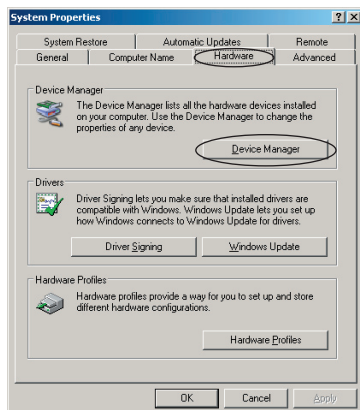 System Properties
System Restore Automatic Updates Remote
General Computer Name Hardware Advanced
Device Manager
The Device Manager lists all the hardware devices installed
on your computer. Use the Device Manager to change the
properties of any device.
Device Manager
Drivers
Driver Signing lets you make sure that installed drivers are
compatible with Windows. Windows Update lets you set up
how Windows connects to Windows Update for drivers.
Driver Signing Windows Update
Hardware Profiles
Hardware profiles provide a way for you to set up and store
different hardware configurations.
Hardware Profiles
OK Cancel Apply